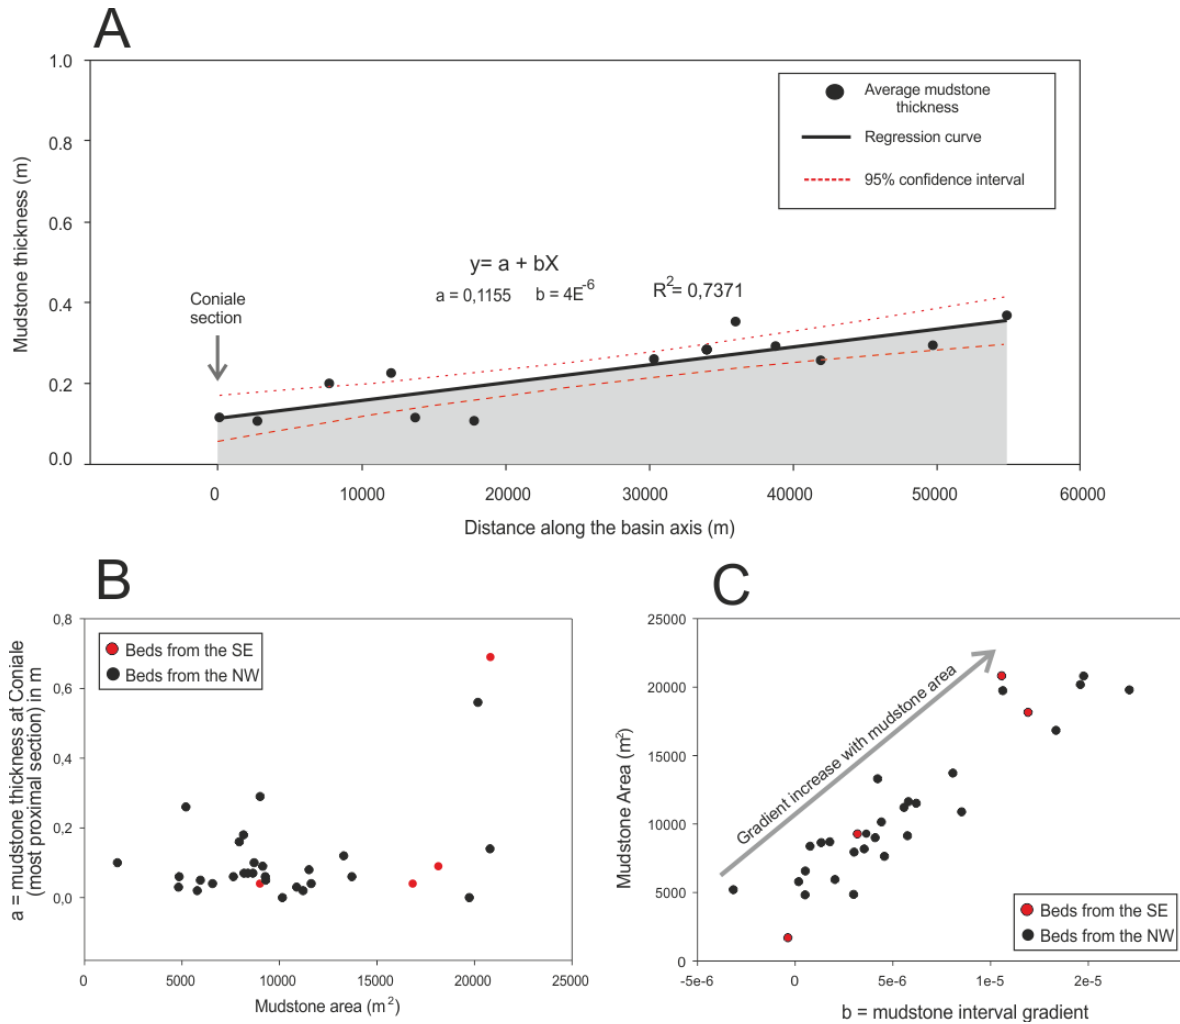 A
1.0
0.8
0.6
0.4
0.2
0.0
Mudstone thickness (m)
Average mudstone
thickness
Regression curve
95% confidence interval
y= a + bX
a = 0,1155 b = 4E-6
R2= 0,7371
Coniale
section
0 10000 20000 30000 40000 50000 60000
Distance along the basin axis (m)
B
0,8
0,6
0,4
0,2
0,0
a = mudstone thickness at Coniale
(most proximal section) in m
Beds from the SE
Beds from the NW
0 5000 10000 15000 20000 25000
Mudstone area (m2)
C
25000
20000
15000
10000
5000
0
Mudstone Area (m2)
Gradient increase with mudstone area
Beds from the SE
Beds from the NW
-5e-6 0 5e-6 1e-5 2e-5
b = mudstone interval gradient